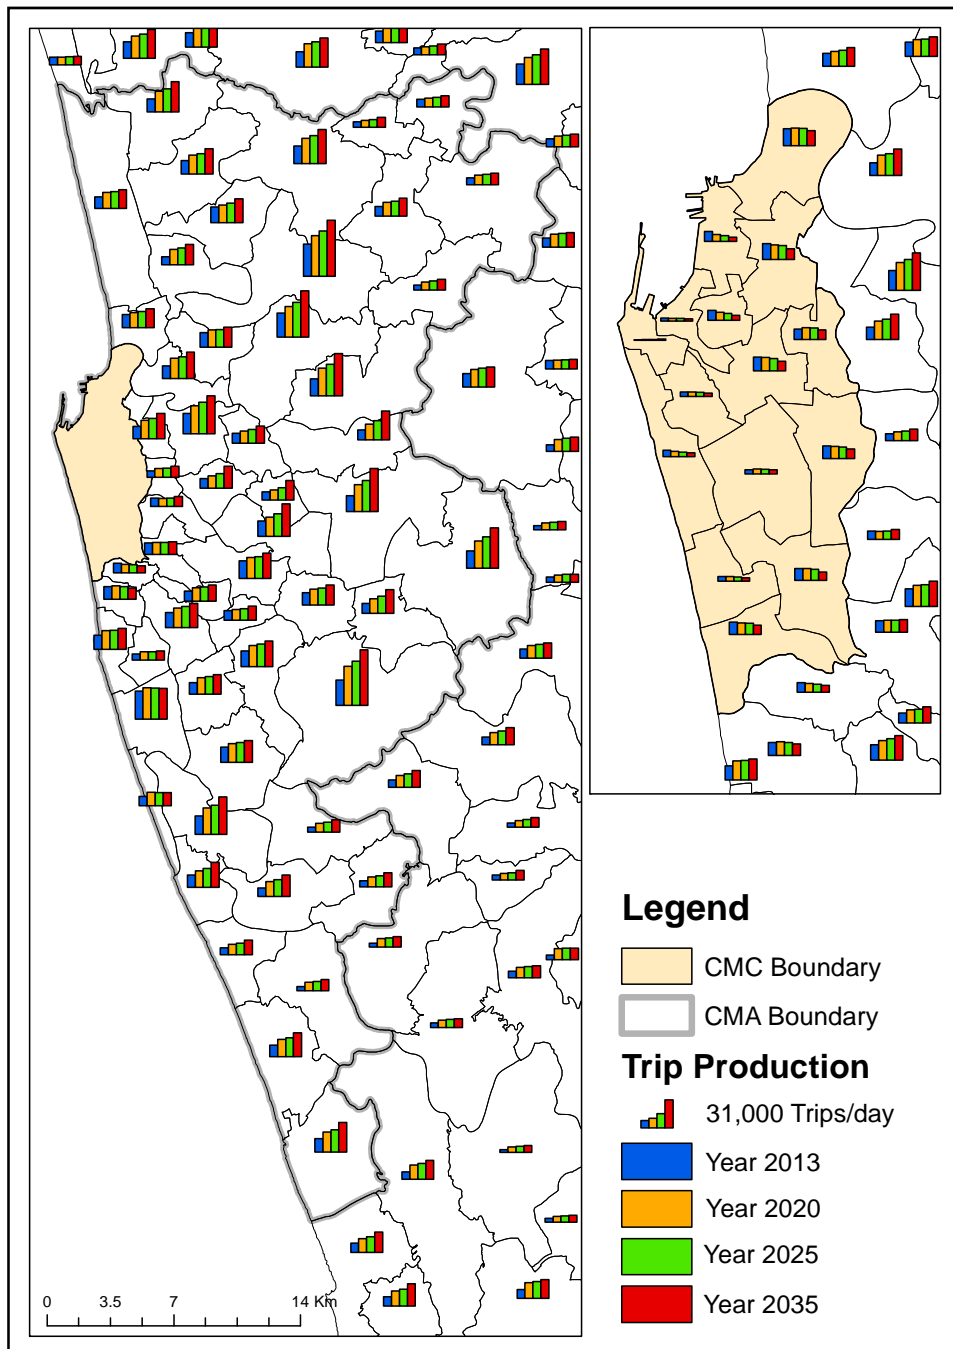 Legend
CMC Boundary
CMA Boundary
Trip Production
31,000 Trips/day
Year 2013
Year 2020
Year 2025
Year 2035
0 3.5 7 14 Km